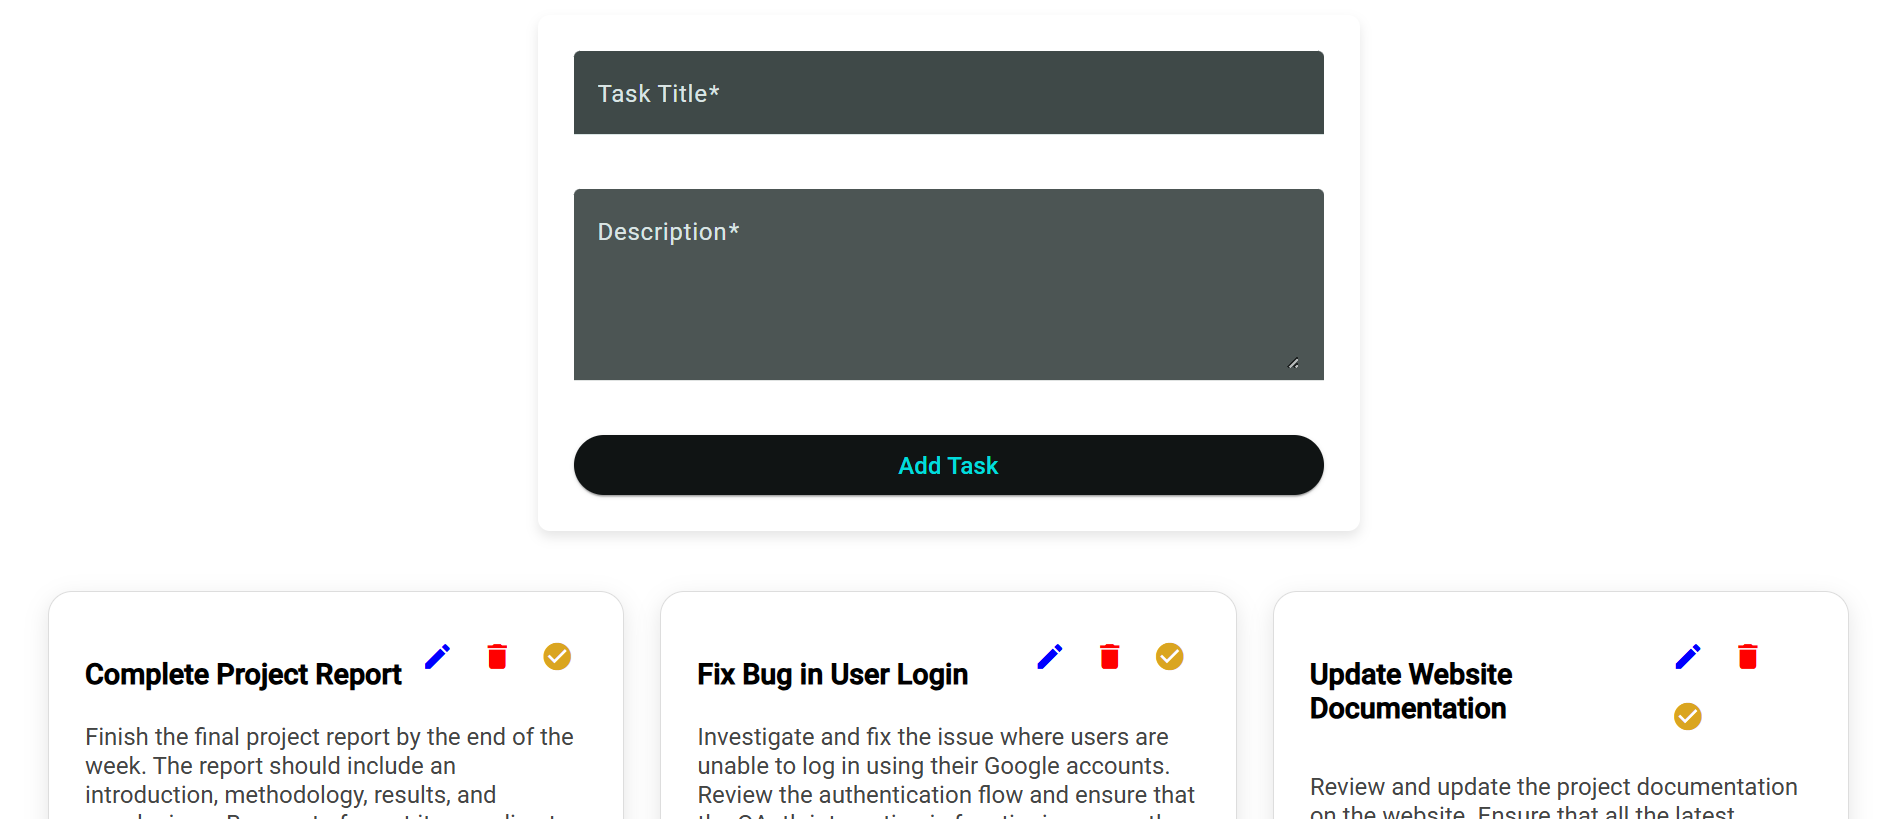 Task Title*
Description*
Add Task
Complete Project Report
Finish the final project report by the end of the
week. The report should include an
introduction, methodology, results, and
Fix Bug in User Login
Investigate and fix the issue where users are
unable to log in using their Google accounts.
Review the authentication flow and ensure that
Update Website
Documentation
Review and update the project documentation
on the website. Ensure that all the latest